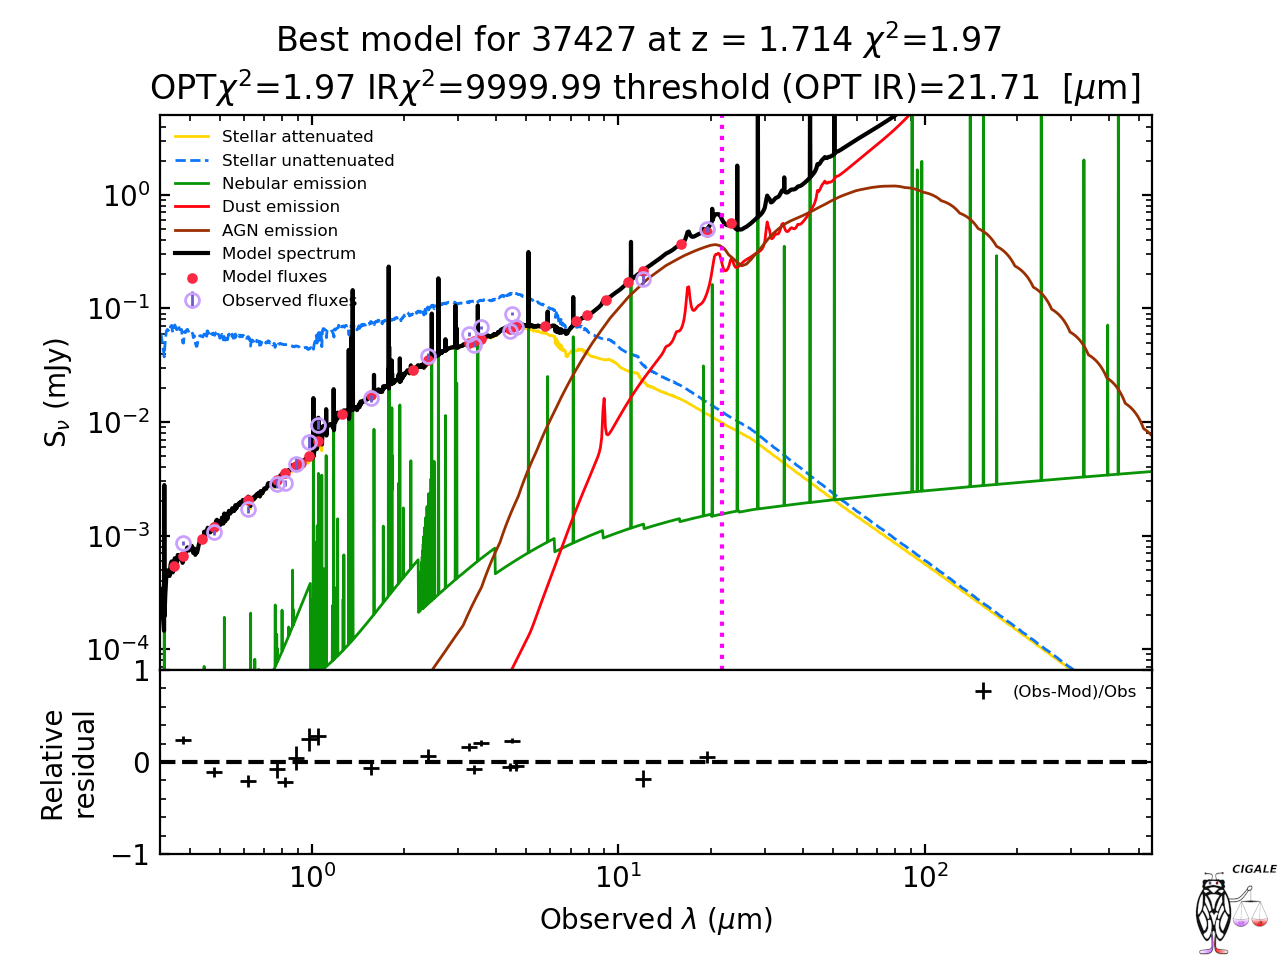 Best model for 37427 at z = 1.714 χ²=1.97
OPTχ²=1.97 IRχ²=9999.99 threshold (OPT IR)=21.71 [μm]
Stellar attenuated
Stellar unattenuated
Nebular emission
Dust emission
AGN emission
Model spectrum
Model fluxes
Observed fluxes
10⁰
10⁻¹
10⁻²
10⁻³
10⁻⁴
S_ν (mJy)
1
0
−1
Relative
residual
(Obs-Mod)/Obs
10⁰ 10¹ 10²
Observed λ (μm)
CIGALE